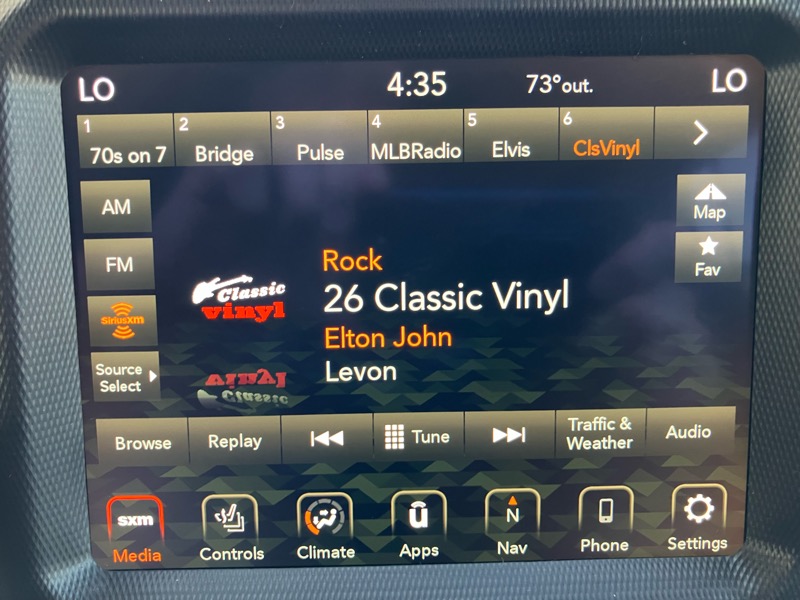 LO
4:35
73° out.
LO
1 70s on 7
2 Bridge
3 Pulse
4 MLBRadio
5 Elvis
6 ClsVinyl
AM
FM
SiriusXM
Source
Select
Map
Fav
Classic
vinyl
Rock
26 Classic Vinyl
Elton John
Levon
Browse
Replay
Tune
Traffic &
Weather
Audio
sxm
Media
Controls
Climate
û
Apps
N
Nav
Phone
Settings